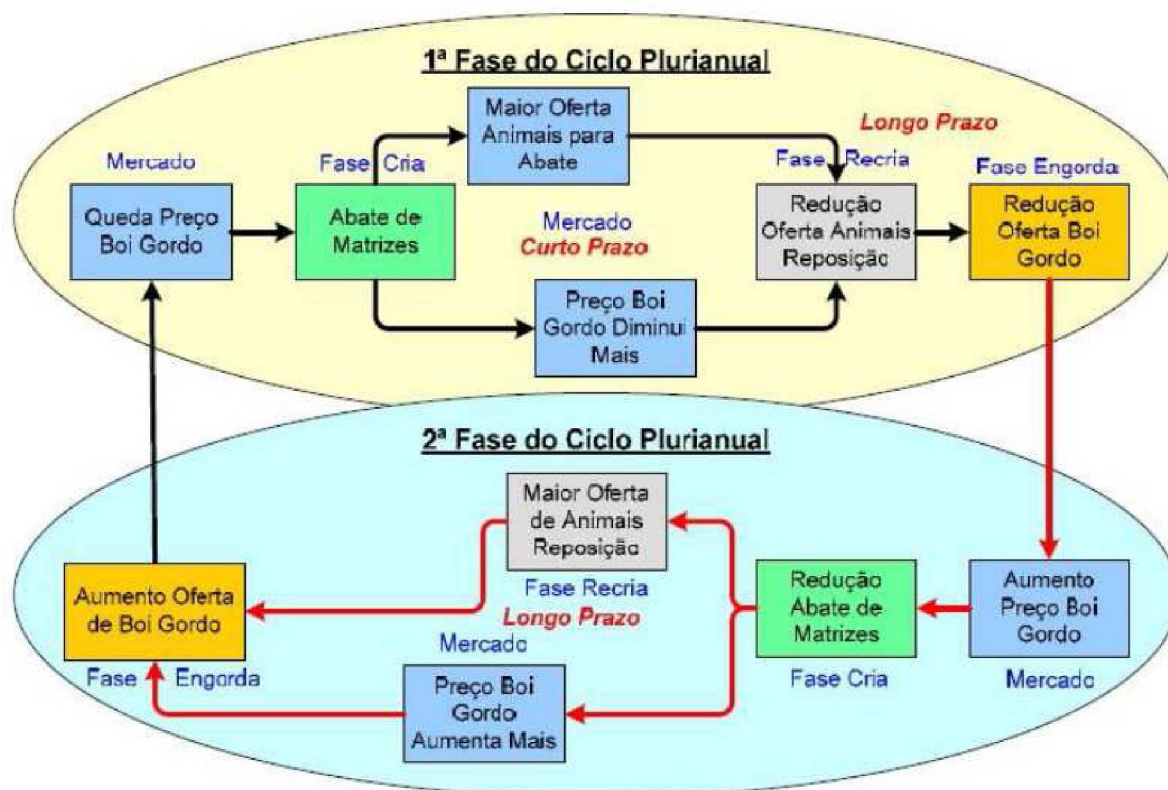 1ª Fase do Ciclo Plurianual
Maior Oferta
Animais para
Abate
Longo Prazo
Mercado
Fase Cria
Fase Recria
Fase Engorda
Queda Preço
Boi Gordo
Abate de
Matrizes
Mercado
Curto Prazo
Redução
Oferta Animais
Reposição
Redução
Oferta Boi
Gordo
Preço Boi
Gordo Diminui
Mais
2ª Fase do Ciclo Plurianual
Maior Oferta
de Animais
Reposição
Fase Recria
Longo Prazo
Aumento Oferta
de Boi Gordo
Fase Engorda
Mercado
Preço Boi
Gordo
Aumenta Mais
Redução
Abate de
Matrizes
Fase Cria
Aumento
Preço Boi
Gordo
Mercado